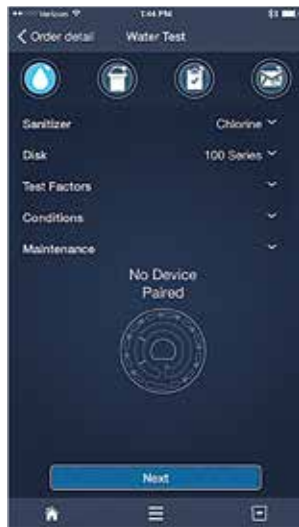 Verizon 1:44 PM
Order detail Water Test
Sanitizer Chlorine
Disk 100 Series
Test Factors
Conditions
Maintenance
No Device
Paired
Next